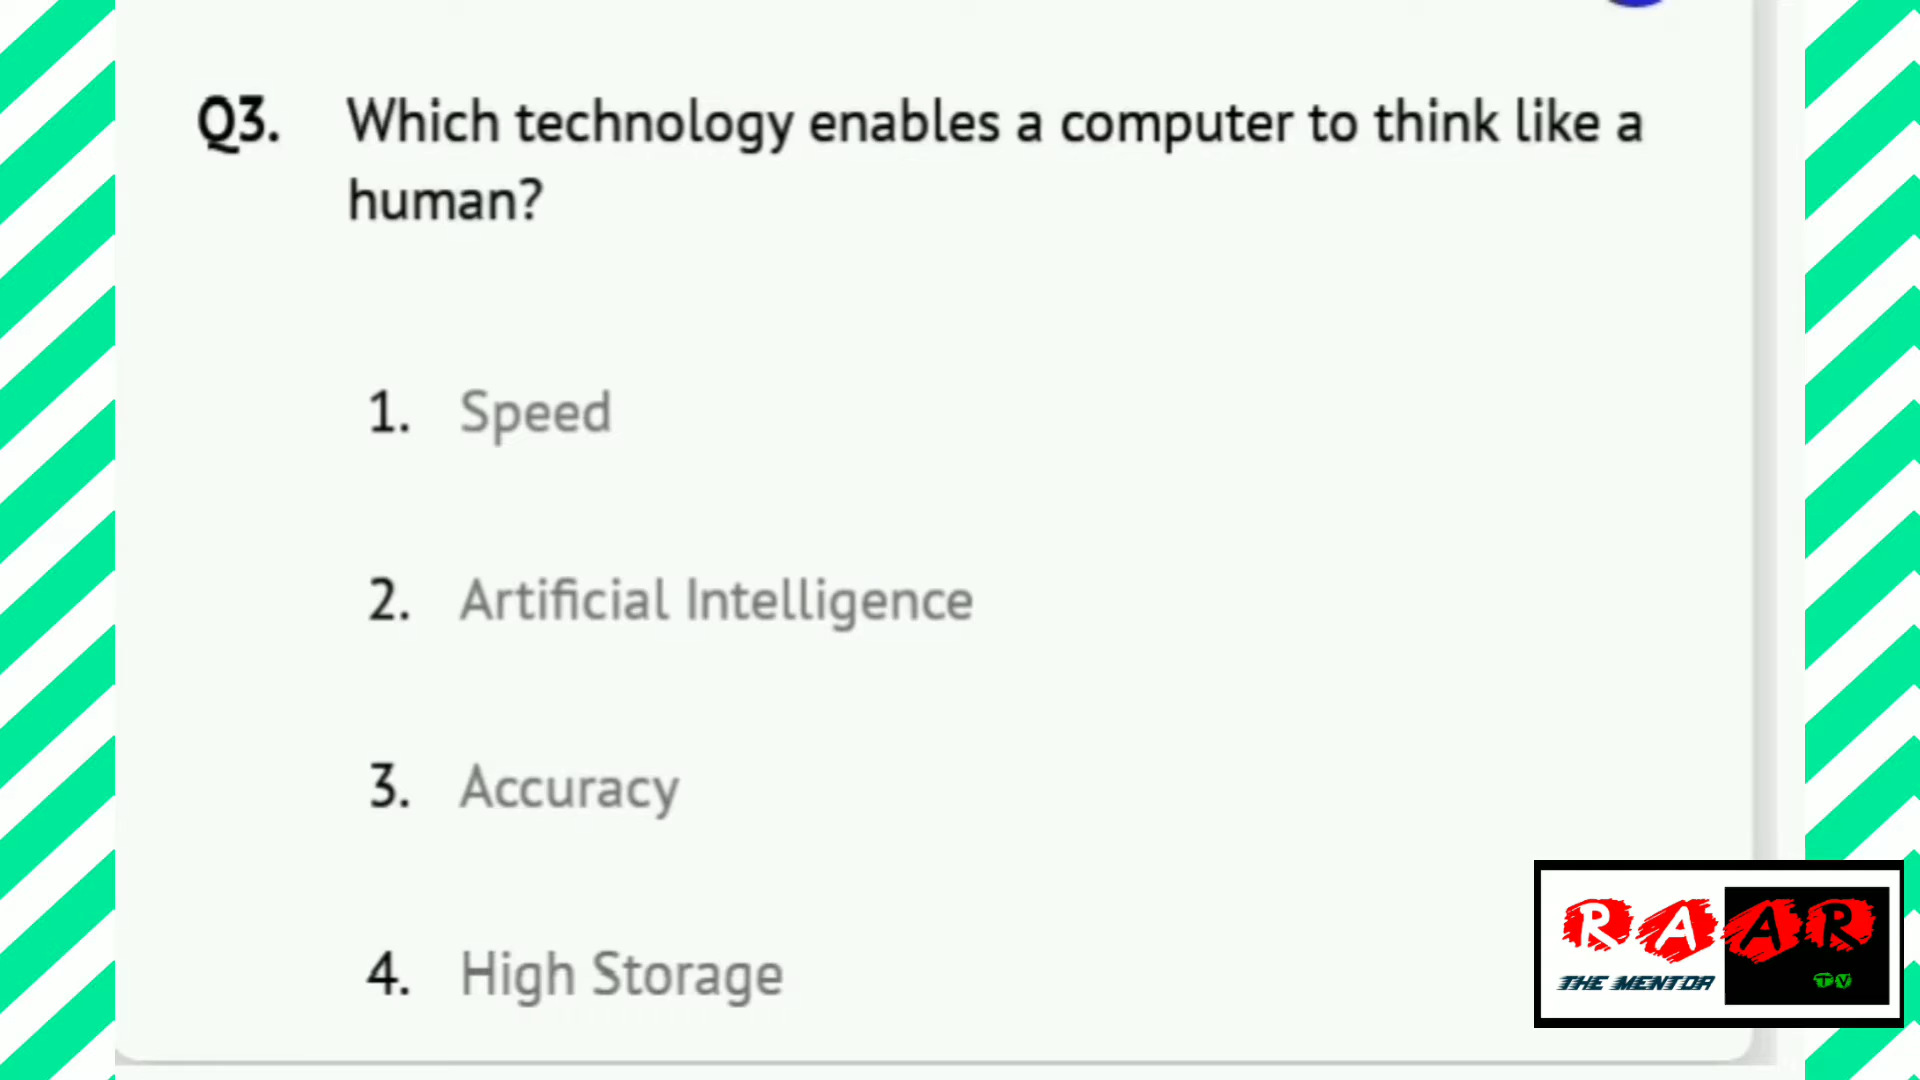 Q3. Which technology enables a computer to think like a
human?
1. Speed
2. Artificial Intelligence
3. Accuracy
4. High Storage
RAAR
THE MENTOR
TV